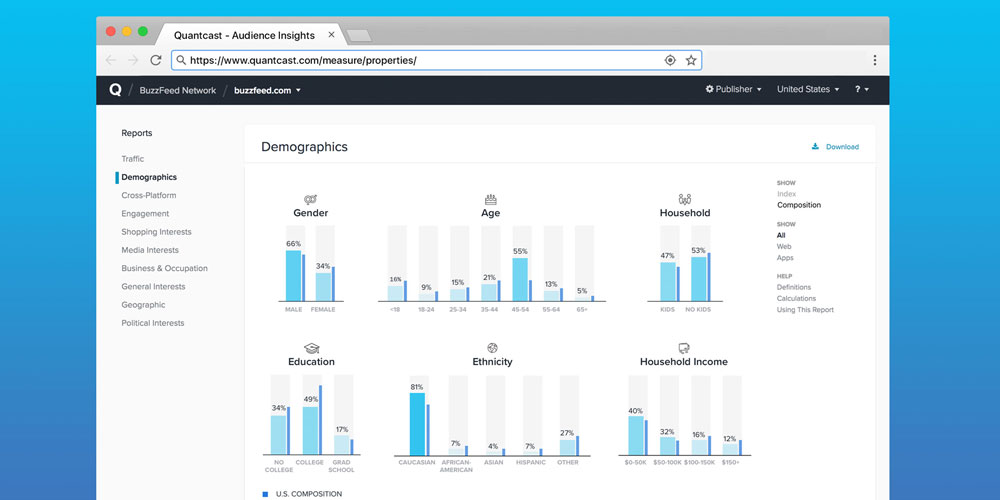 Quantcast - Audience Insights
https://www.quantcast.com/measure/properties/
Q / BuzzFeed Network / buzzfeed.com
Publisher
United States
?
Reports
Traffic
Demographics
Cross-Platform
Engagement
Shopping Interests
Media Interests
Business & Occupation
General Interests
Geographic
Political Interests
Demographics
Download
Gender
66%
34%
MALE
FEMALE
Age
16%
9%
15%
21%
55%
13%
5%
<18
18-24
25-34
35-44
45-54
55-64
65+
Household
47%
53%
KIDS
NO KIDS
SHOW
Index
Composition
SHOW
All
Web
Apps
HELP
Definitions
Calculations
Using This Report
Education
34%
49%
17%
NO
COLLEGE
COLLEGE
GRAD
SCHOOL
Ethnicity
81%
7%
4%
7%
27%
CAUCASIAN
AFRICAN-
AMERICAN
ASIAN
HISPANIC
OTHER
Household Income
40%
32%
16%
12%
$0-50K
$50-100K
$100-150K
$150+
U.S. COMPOSITION